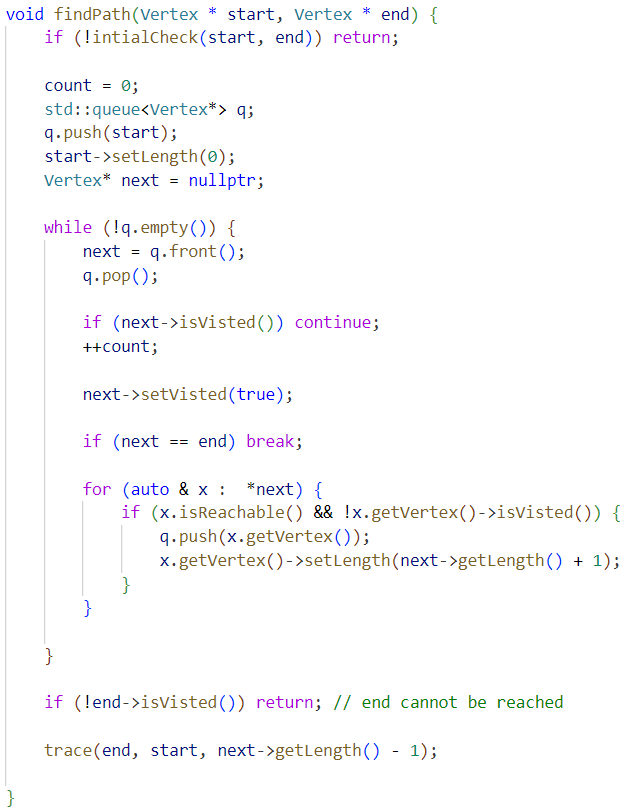 void findPath(Vertex * start, Vertex * end) {
    if (!intialCheck(start, end)) return;

    count = 0;
    std::queue<Vertex*> q;
    q.push(start);
    start->setLength(0);
    Vertex* next = nullptr;

    while (!q.empty()) {
        next = q.front();
        q.pop();

        if (next->isVisted()) continue;
        ++count;

        next->setVisted(true);

        if (next == end) break;

        for (auto & x :  *next) {
            if (x.isReachable() && !x.getVertex()->isVisted()) {
                q.push(x.getVertex());
                x.getVertex()->setLength(next->getLength() + 1);
            }
        }

    }

    if (!end->isVisted()) return; // end cannot be reached

    trace(end, start, next->getLength() - 1);

}